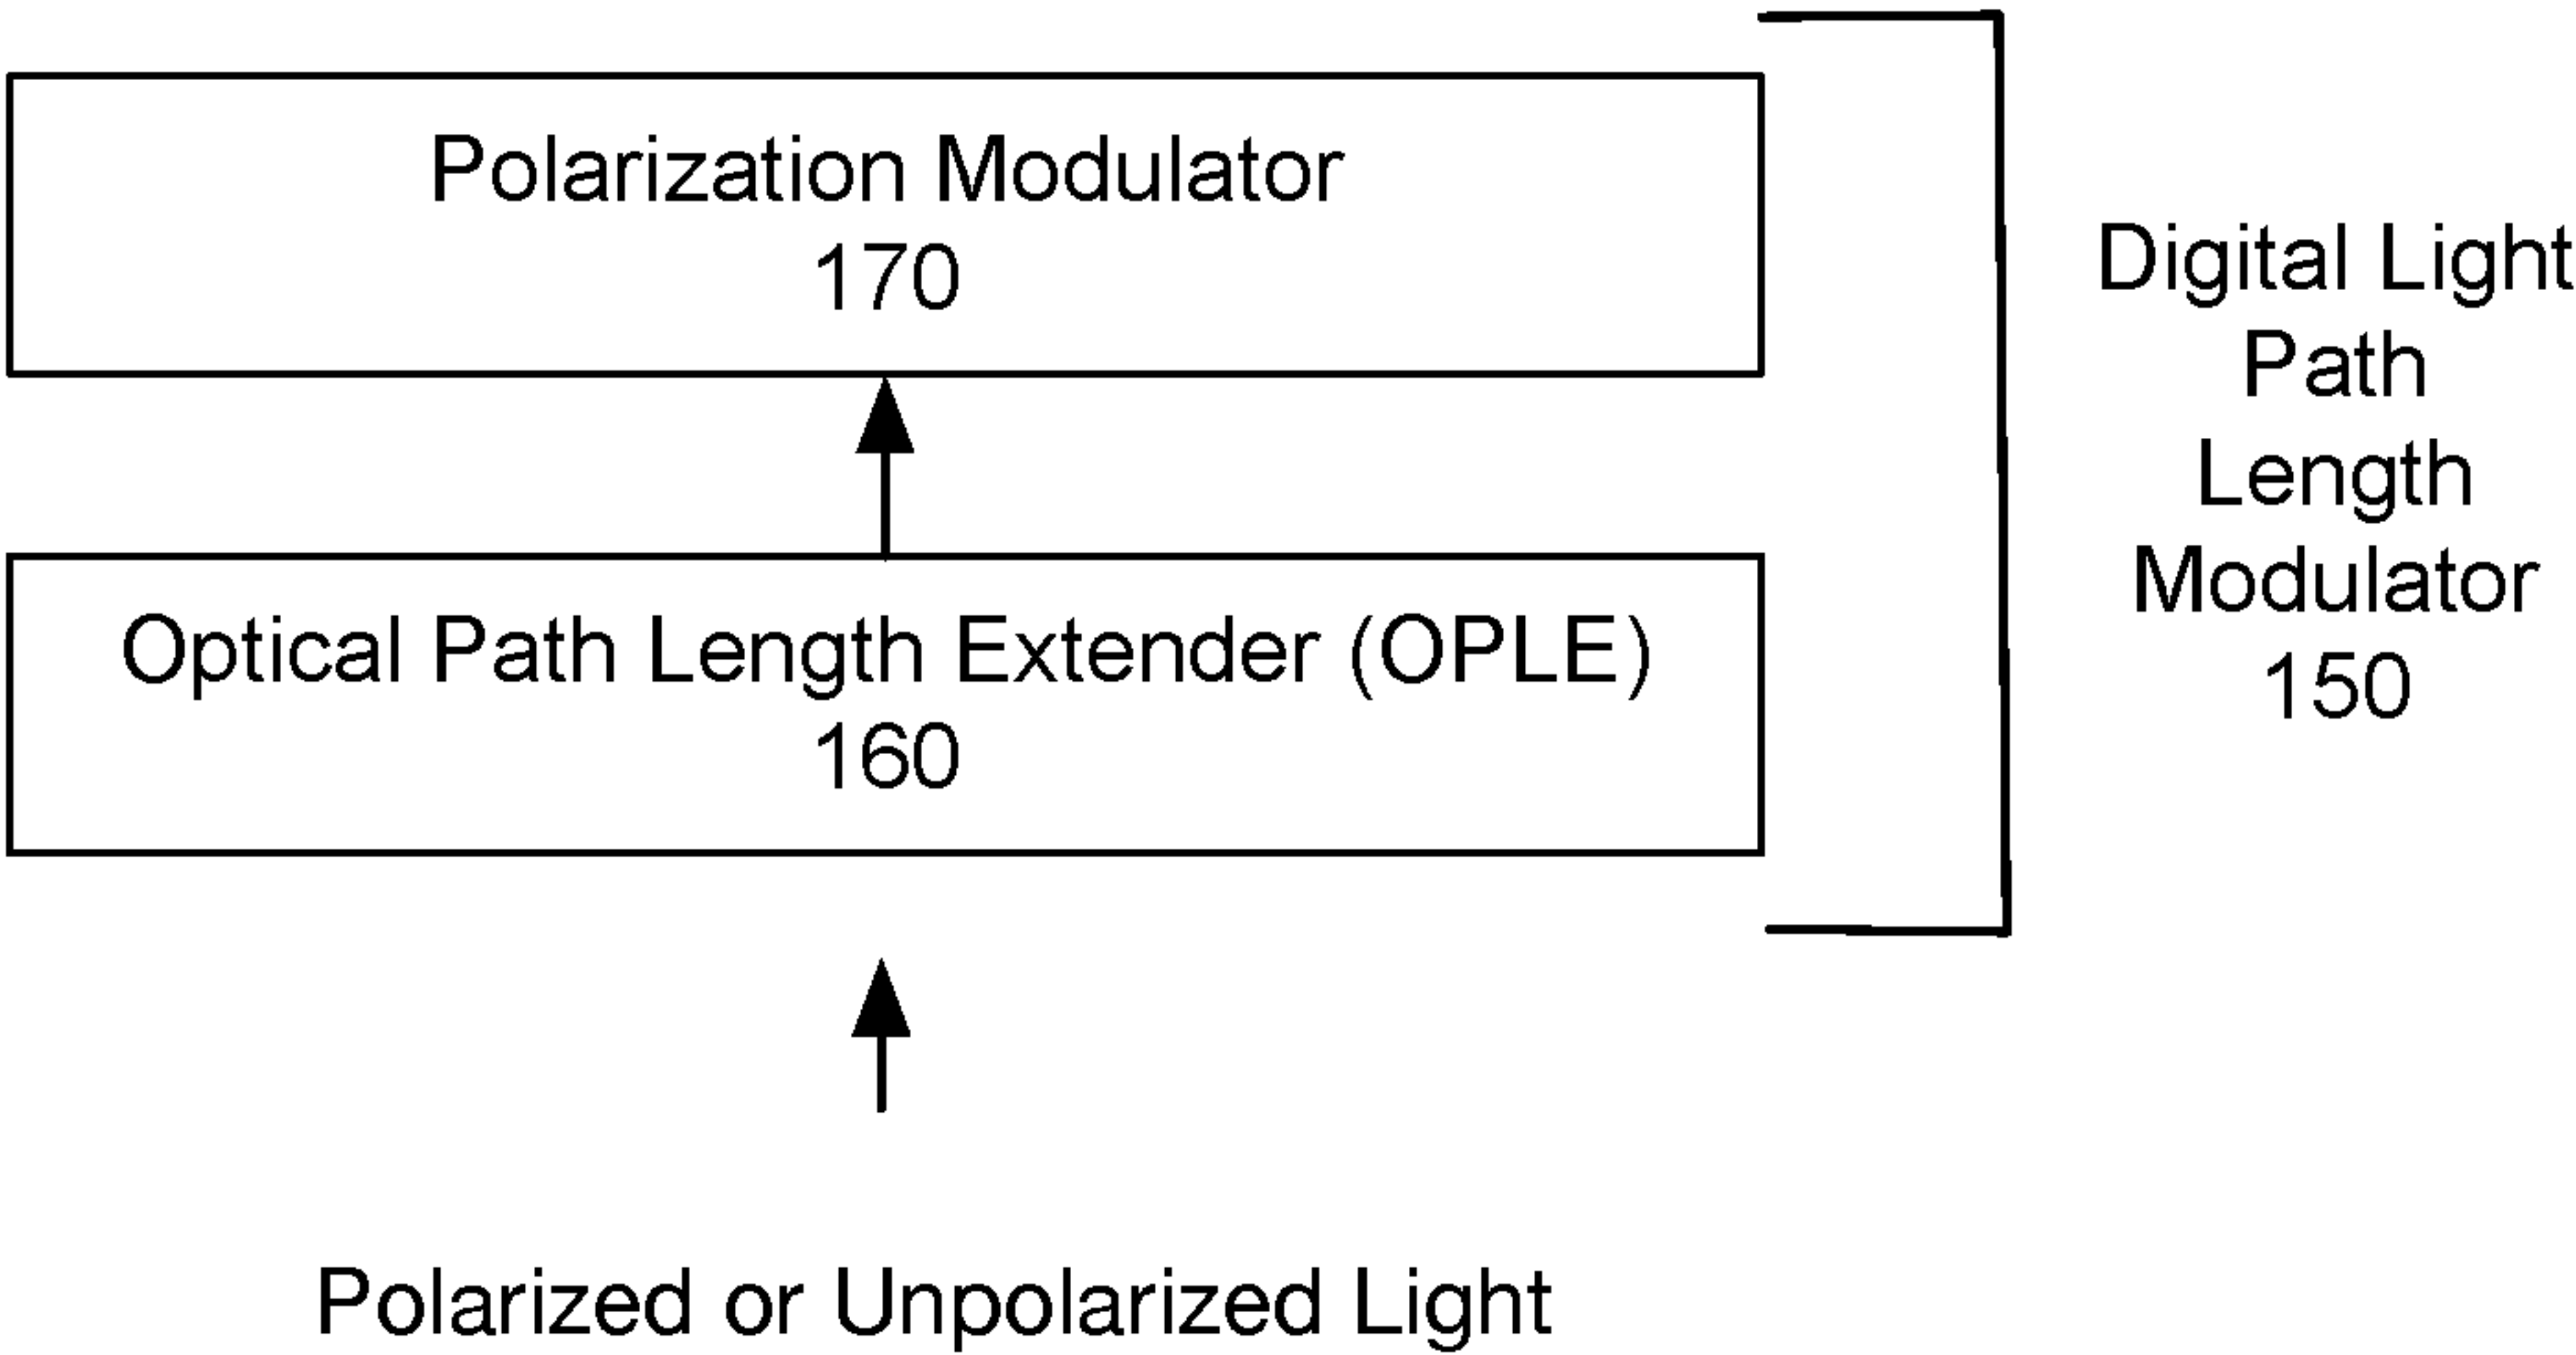 Polarization Modulator
170
Optical Path Length Extender (OPLE)
160
Digital Light
Path
Length
Modulator
150
Polarized or Unpolarized Light